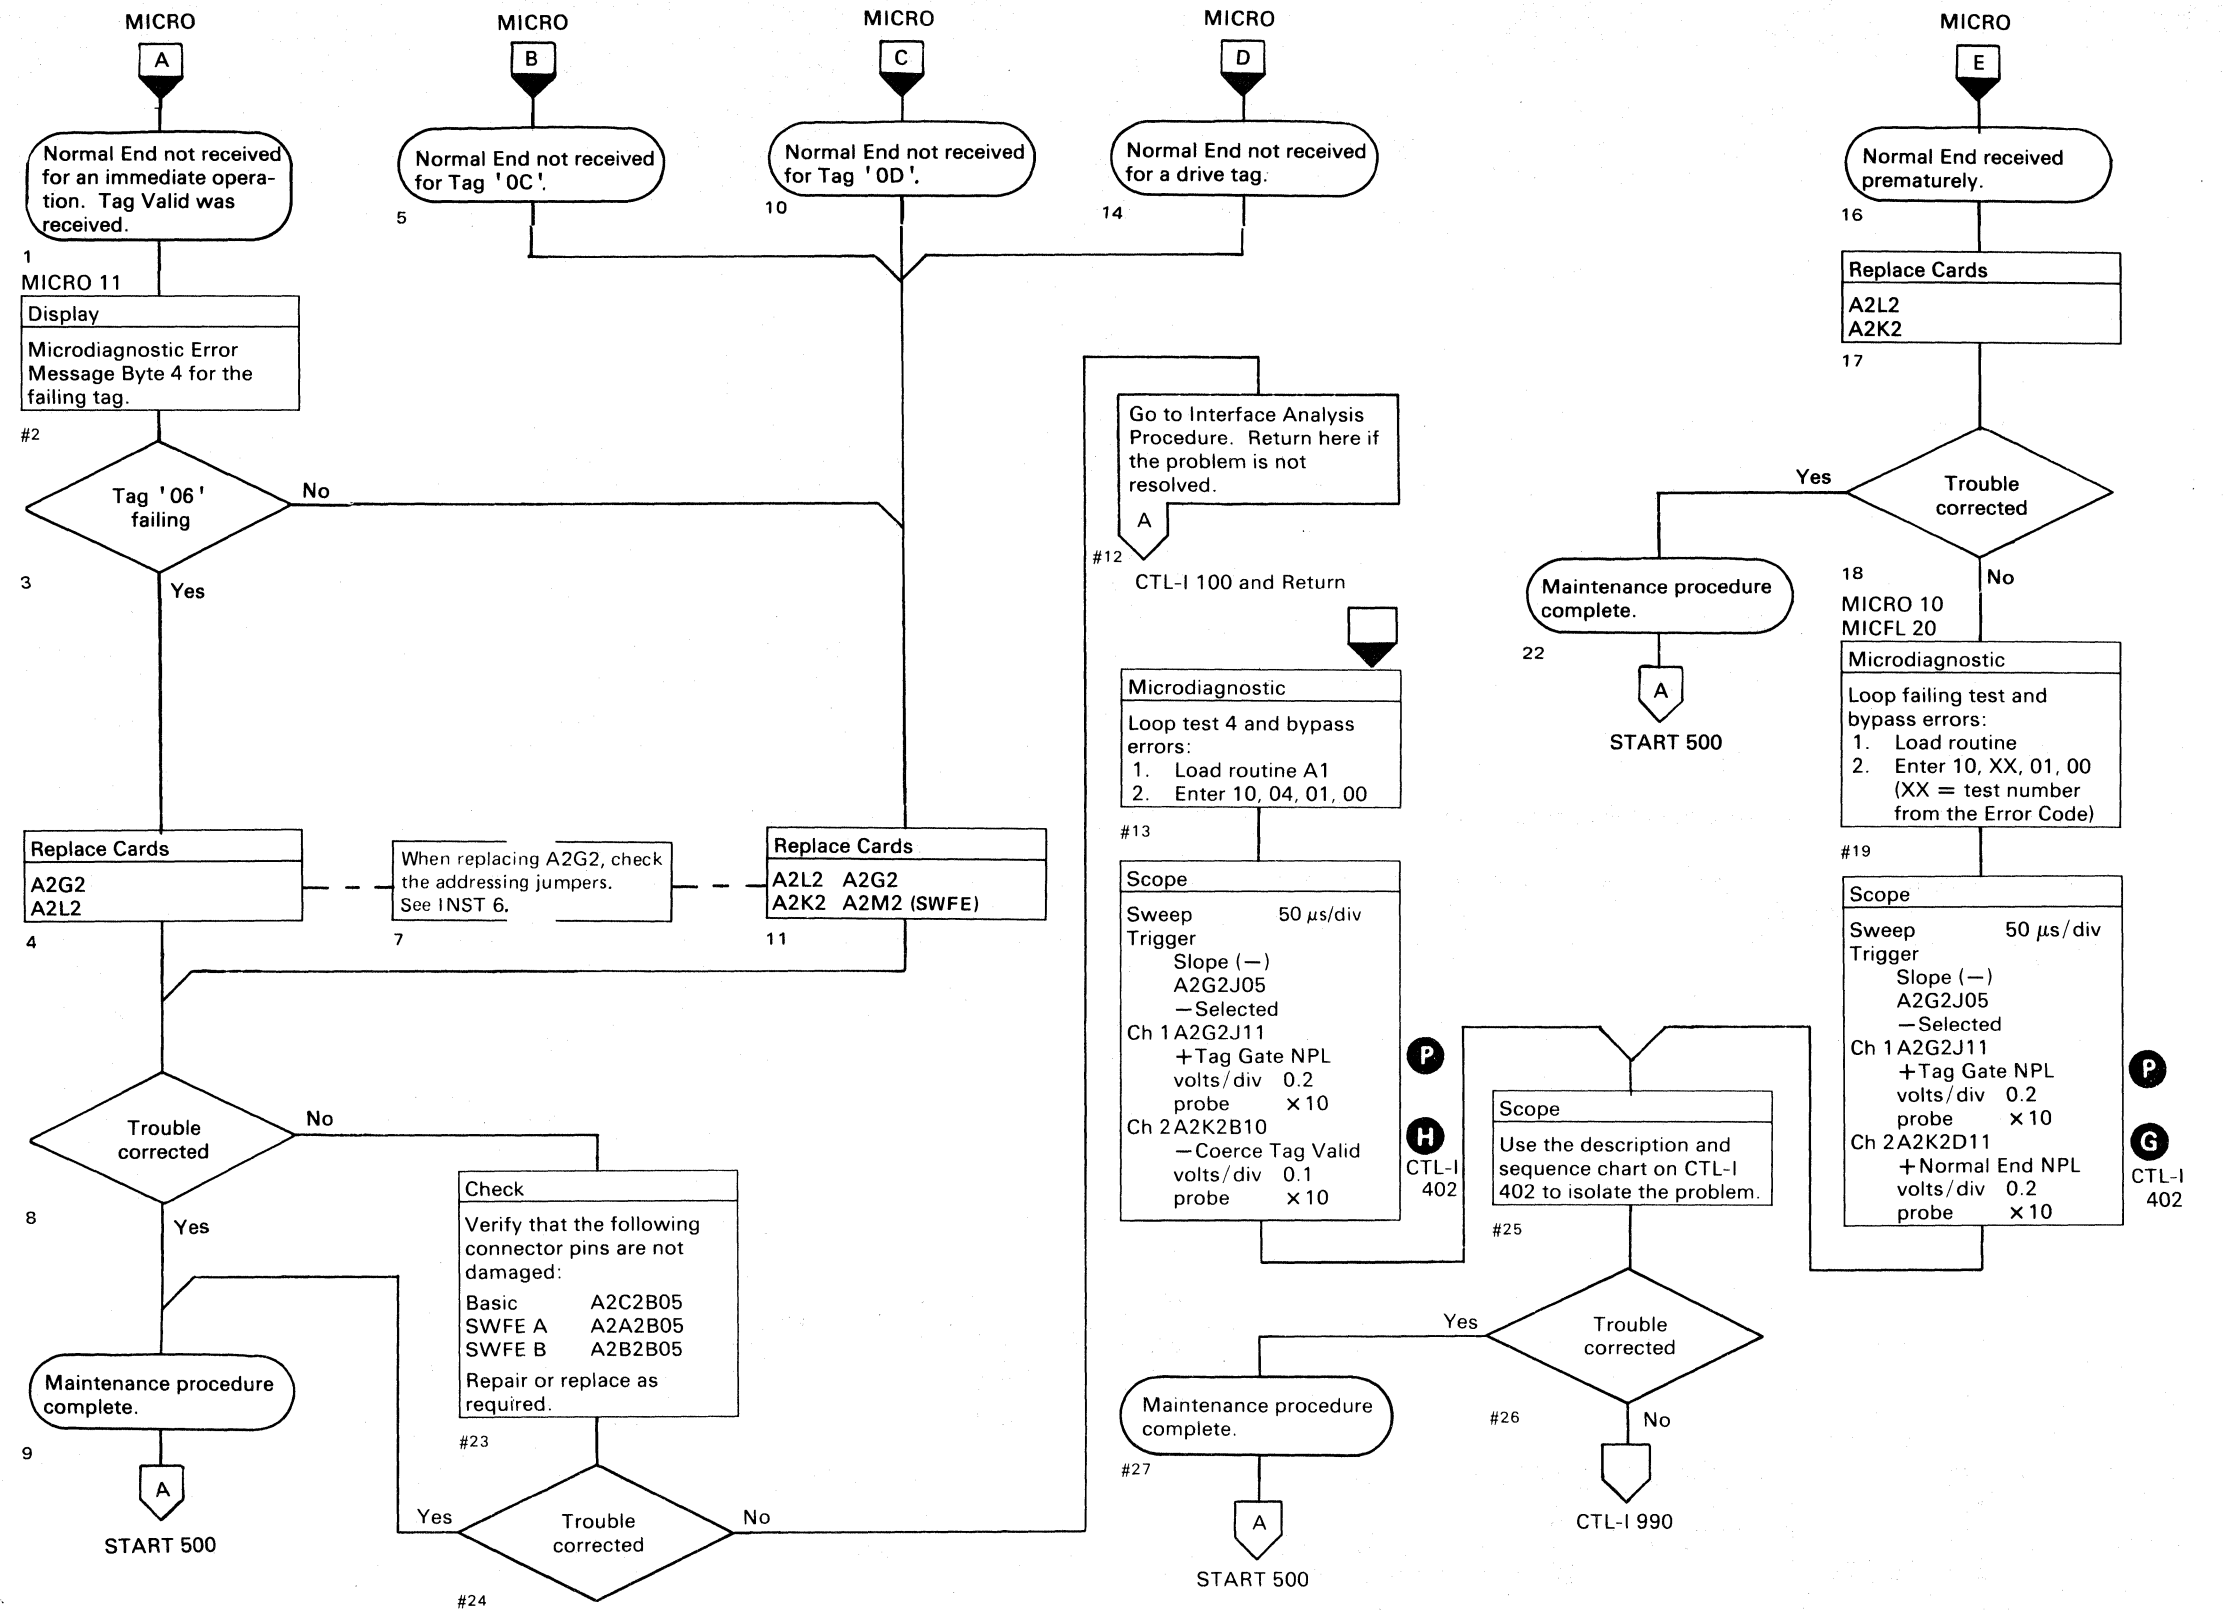 MICRO
A
Normal End not received
for an immediate opera-
tion. Tag Valid was
received.
1
MICRO 11
Display
Microdiagnostic Error
Message Byte 4 for the
failing tag.
#2
Tag '06'
failing
No
3
Yes
Replace Cards
A2G2
A2L2
4
When replacing A2G2, check
the addressing jumpers.
See INST 6.
7
Trouble
corrected
No
8
Yes
Maintenance procedure
complete.
9
A
START 500
MICRO
B
Normal End not received
for Tag '0C'.
5
MICRO
C
Normal End not received
for Tag '0D'.
10
MICRO
D
Normal End not received
for a drive tag.
14
Replace Cards
A2L2 A2G2
A2K2 A2M2 (SWFE)
11
Check
Verify that the following
connector pins are not
damaged:
Basic A2C2B05
SWFE A A2A2B05
SWFE B A2B2B05
Repair or replace as
required.
#23
Yes
Trouble
corrected
No
#24
Go to Interface Analysis
Procedure. Return here if
the problem is not
resolved.
A
#12
CTL-I 100 and Return
Microdiagnostic
Loop test 4 and bypass
errors:
1. Load routine A1
2. Enter 10, 04, 01, 00
#13
Scope
Sweep 50 μs/div
Trigger
Slope (—)
A2G2J05
—Selected
Ch 1 A2G2J11
+Tag Gate NPL
volts/div 0.2
probe ×10
Ch 2 A2K2B10
—Coerce Tag Valid
volts/div 0.1
probe ×10
P
H
CTL-I
402
Scope
Use the description and
sequence chart on CTL-I
402 to isolate the problem.
#25
Yes
Trouble
corrected
#26
No
CTL-I 990
Maintenance procedure
complete.
#27
A
START 500
MICRO
E
Normal End received
prematurely.
16
Replace Cards
A2L2
A2K2
17
Yes
Trouble
corrected
18
No
Maintenance procedure
complete.
22
A
START 500
MICRO 10
MICFL 20
Microdiagnostic
Loop failing test and
bypass errors:
1. Load routine
2. Enter 10, XX, 01, 00
(XX = test number
from the Error Code)
#19
Scope
Sweep 50 μs/div
Trigger
Slope (—)
A2G2J05
—Selected
Ch 1 A2G2J11
+Tag Gate NPL
volts/div 0.2
probe ×10
Ch 2 A2K2D11
+Normal End NPL
volts/div 0.2
probe ×10
P
G
CTL-I
402